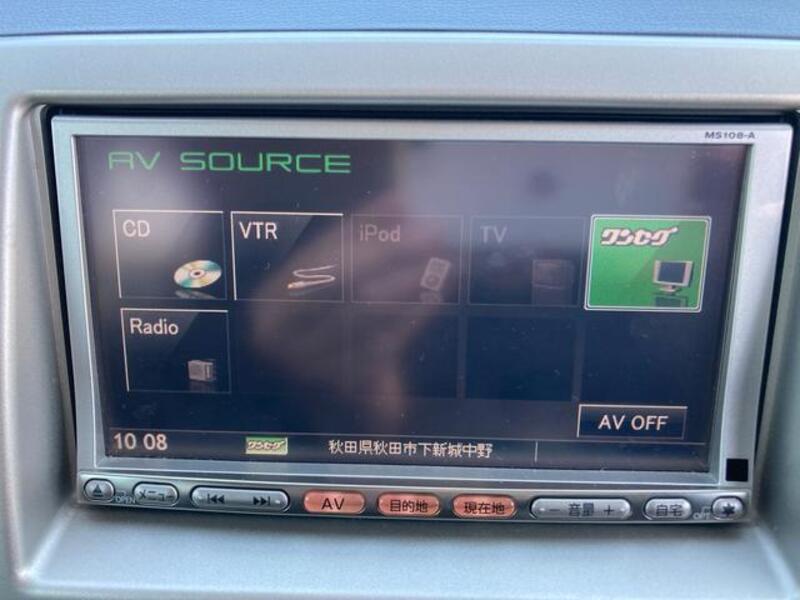 MS108-A
AV SOURCE
CD
VTR
iPod
TV
ワンセグ
Radio
AV OFF
10 08
ワンセグ
秋田県秋田市下新城中野
OPEN
メニュー
AV
目的地
現在地
- 音量 +
自宅